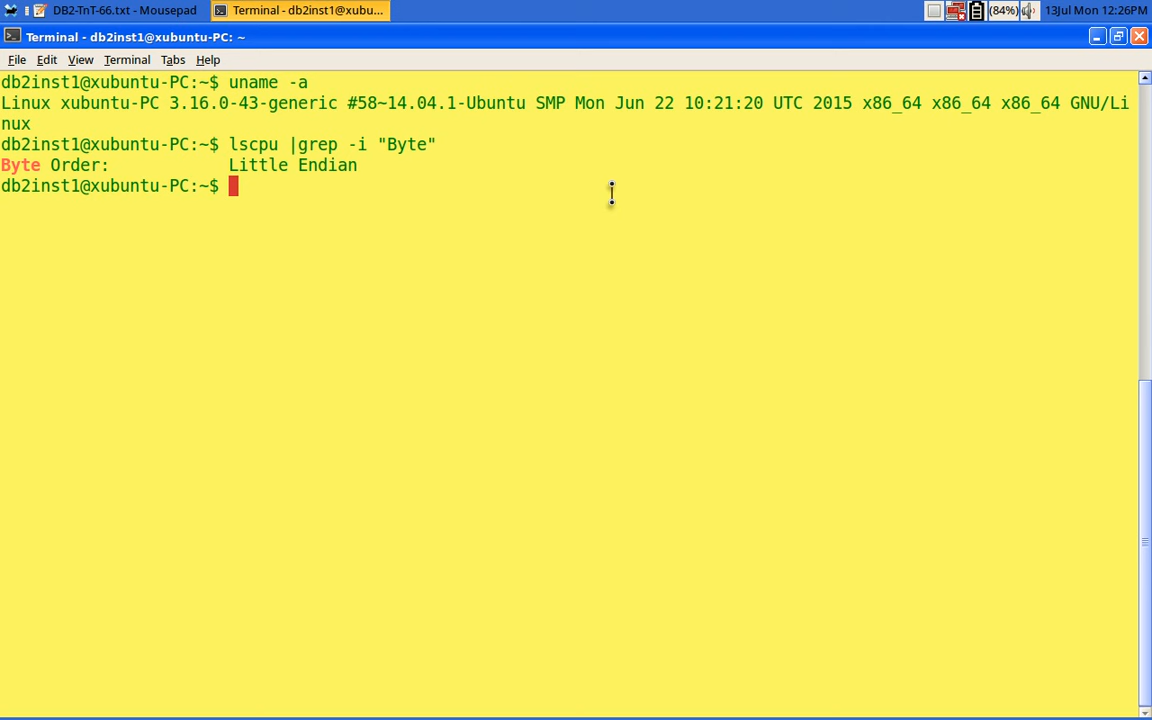 DB2-TnT-66.txt - Mousepad Terminal - db2inst1@xubu... (84%) 13Jul Mon 12:26PM
Terminal - db2inst1@xubuntu-PC: ~
File Edit View Terminal Tabs Help
db2inst1@xubuntu-PC:~$ uname -a
Linux xubuntu-PC 3.16.0-43-generic #58~14.04.1-Ubuntu SMP Mon Jun 22 10:21:20 UTC 2015 x86_64 x86_64 x86_64 GNU/Li
nux
db2inst1@xubuntu-PC:~$ lscpu |grep -i "Byte"
Byte Order:            Little Endian
db2inst1@xubuntu-PC:~$